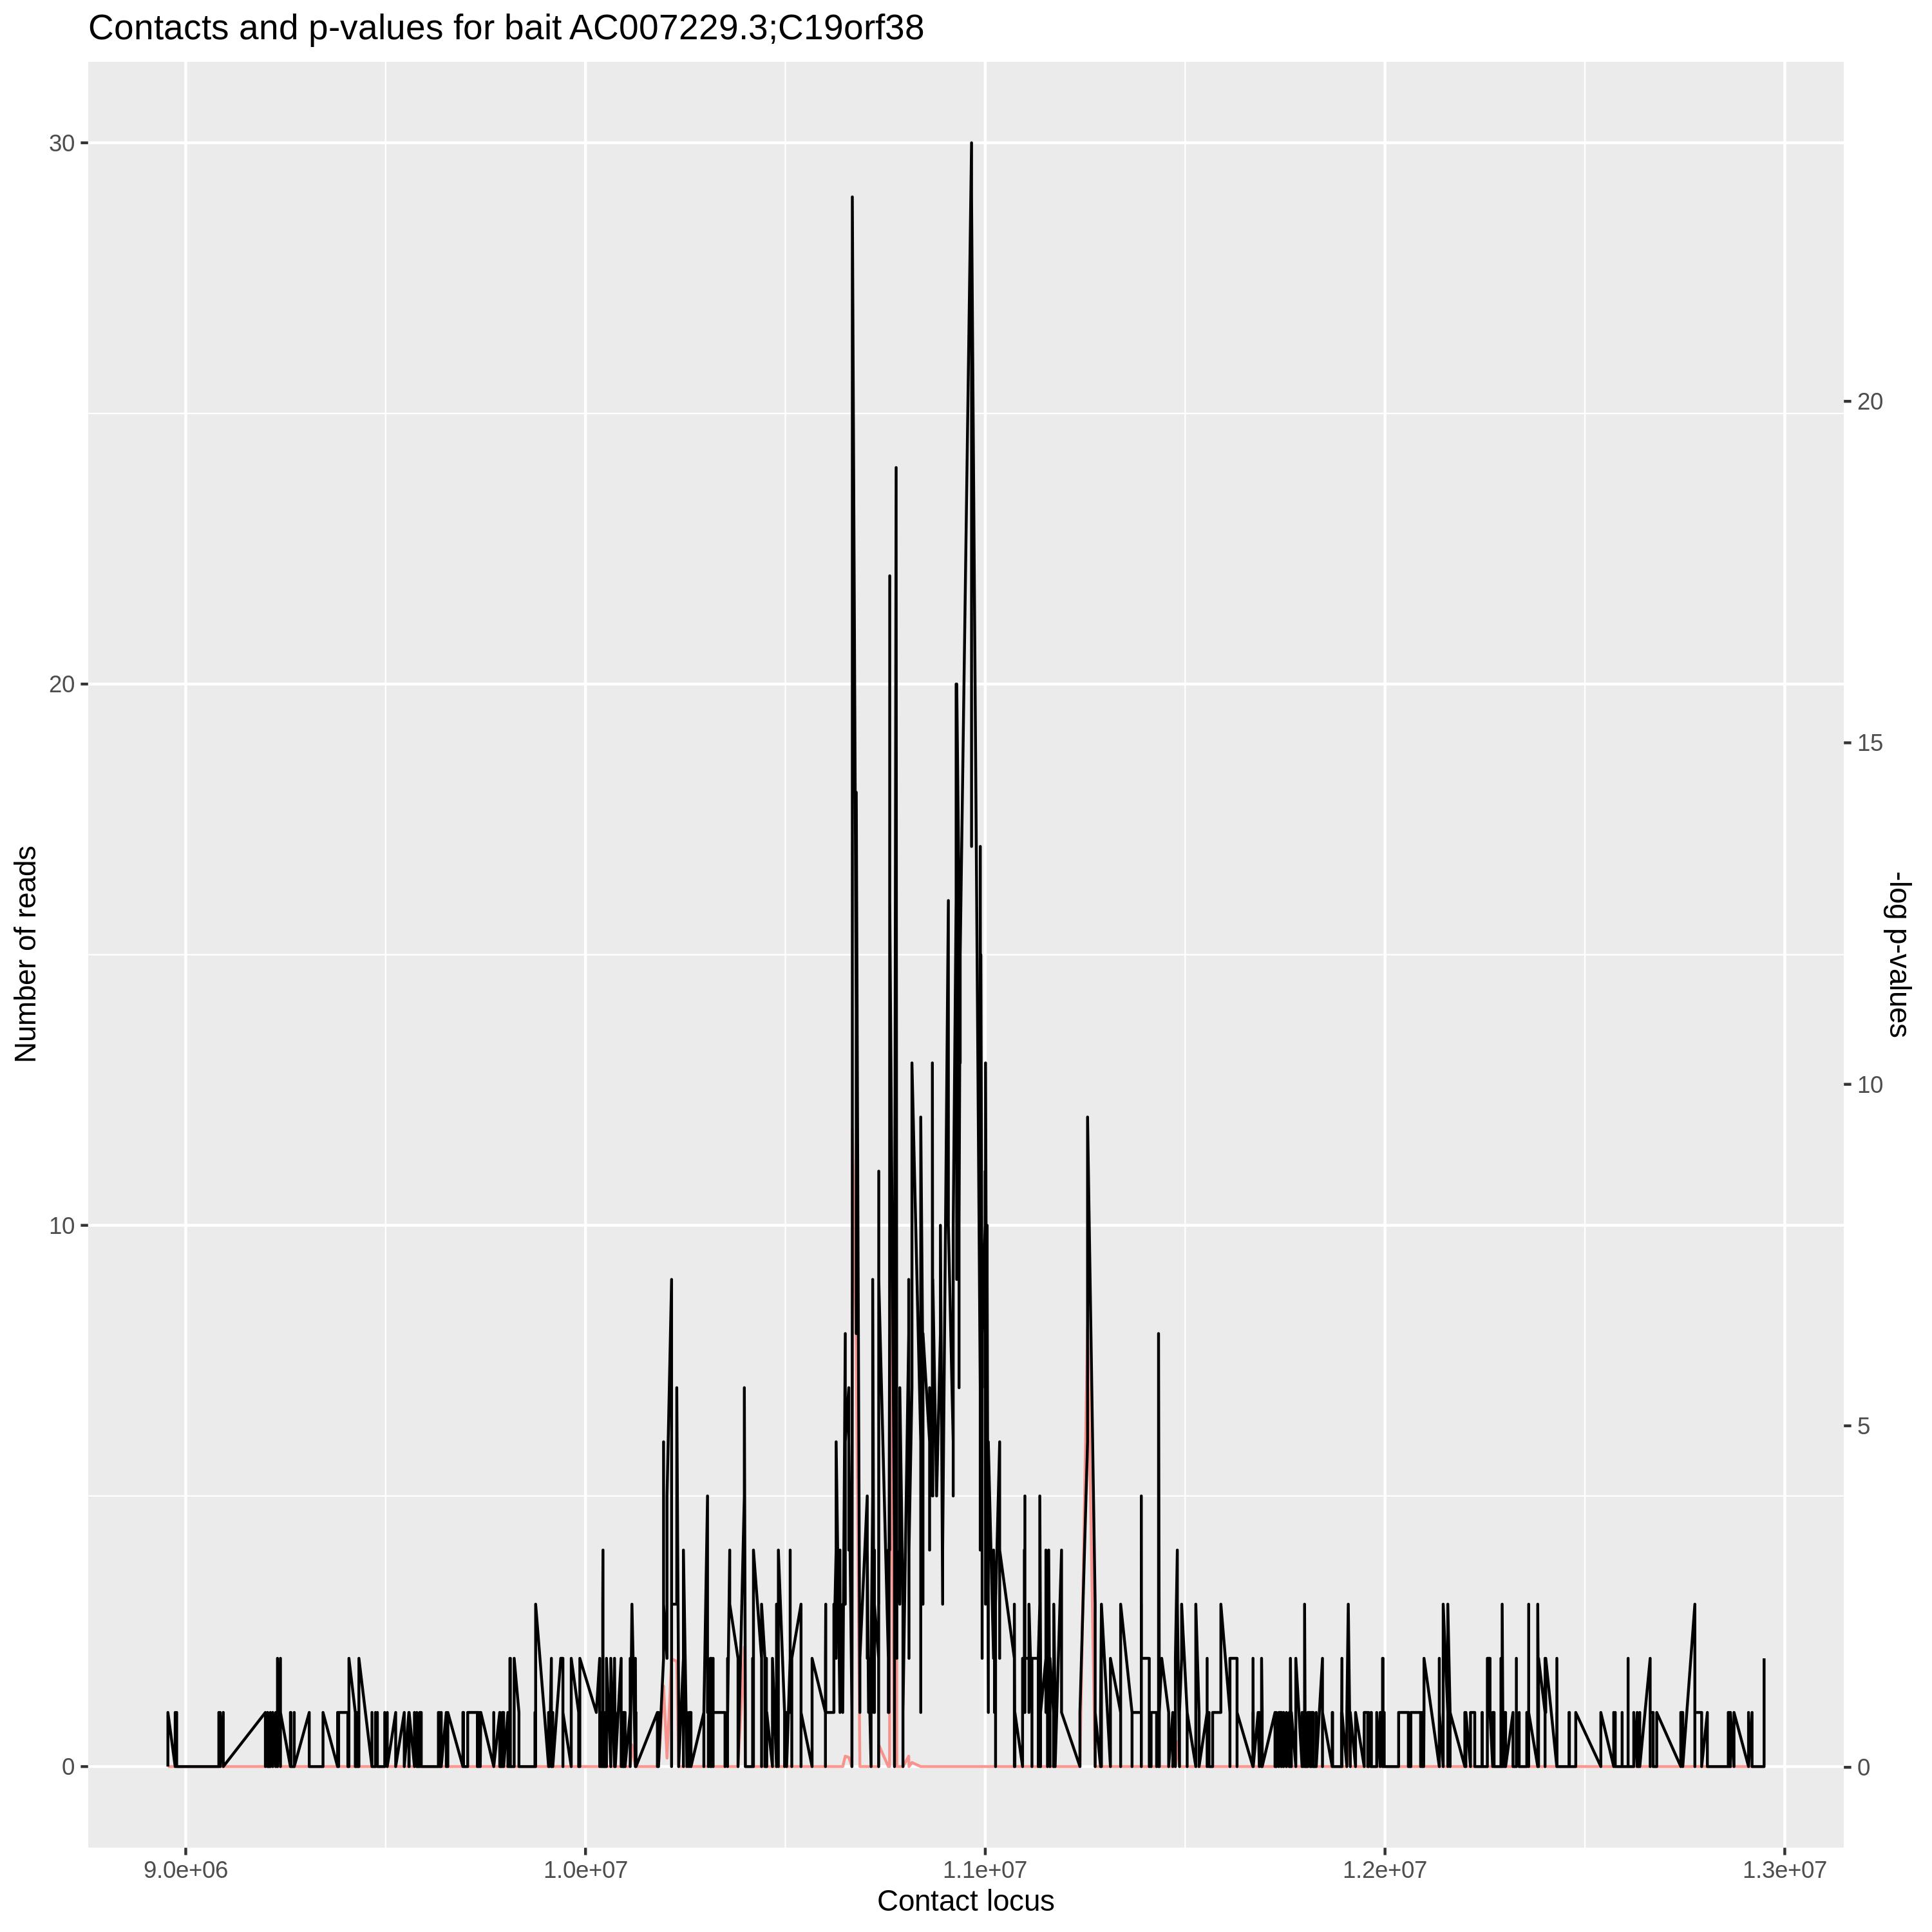 Contacts and p-values for bait AC007229.3;C19orf38
30
20
10
0
Number of reads
20
15
10
5
0
-log p-values
9.0e+06
1.0e+07
1.1e+07
1.2e+07
1.3e+07
Contact locus